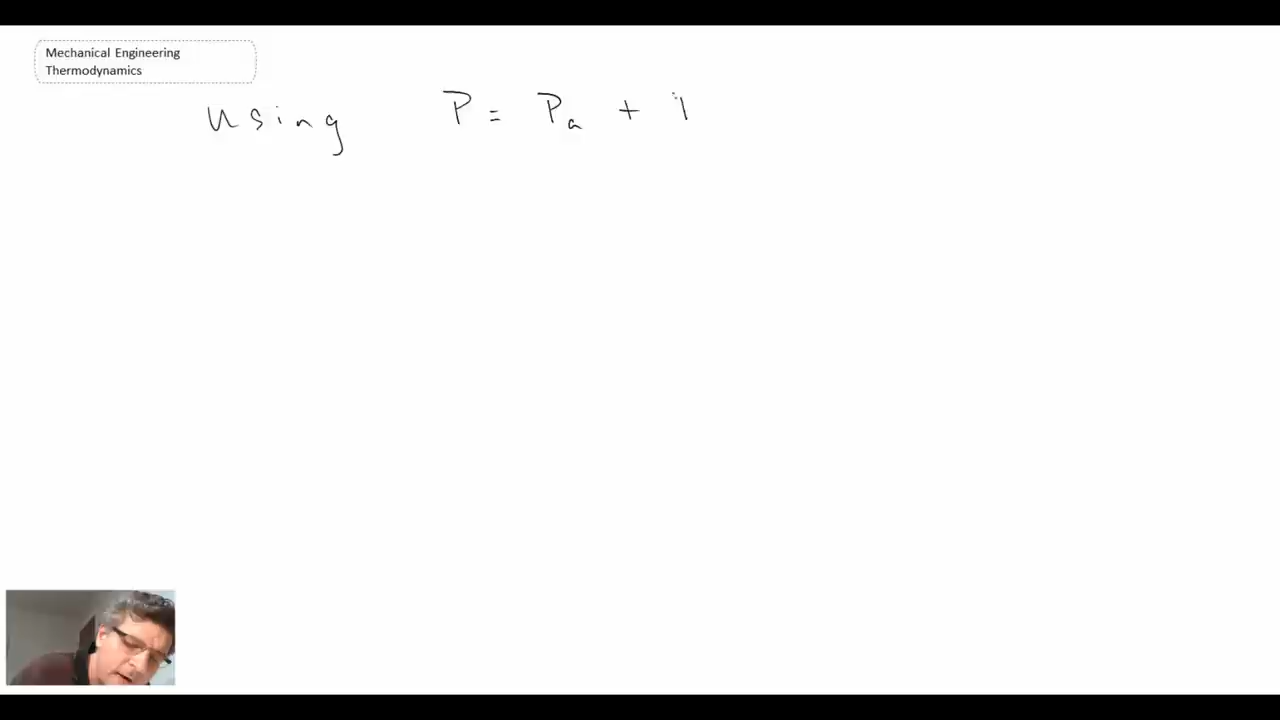 Mechanical Engineering
Thermodynamics
using P = Pa +